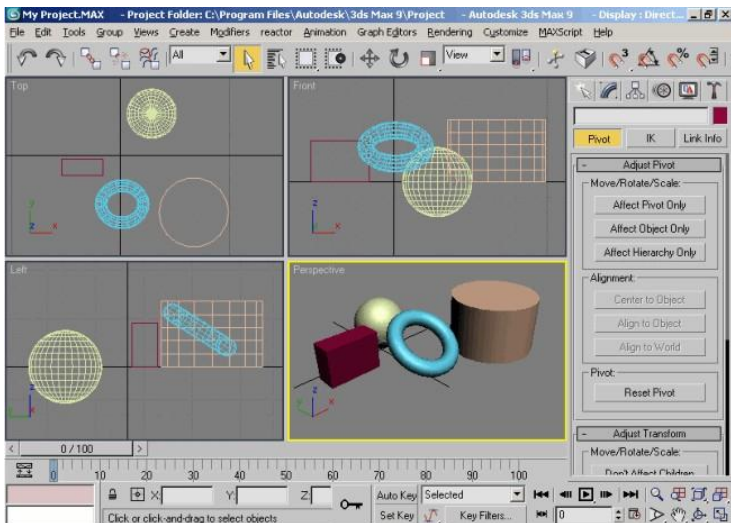 My Project.MAX - Project Folder: C:\Program Files\Autodesk\3ds Max 9\Project - Autodesk 3ds Max 9 - Display : Direct...
File Edit Tools Group Views Create Modifiers reactor Animation Graph Editors Rendering Customize MAXScript Help
All View 3 %
Top Front
Pivot IK Link Info
- Adjust Pivot
Move/Rotate/Scale:
Affect Pivot Only
Affect Object Only
Affect Hierarchy Only
y
z x
z
y x
Left Perspective
Alignment:
Center to Object
Align to Object
Align to World
Pivot:
Reset Pivot
z
y x
z
y x
- Adjust Transform
Move/Rotate/Scale:
Don't Affect Children
< 0 / 100 >
0 10 20 30 40 50 60 70 80 90 100
X: Y: Z: Auto Key Selected
Click or click-and-drag to select objects Set Key Key Filters... 0